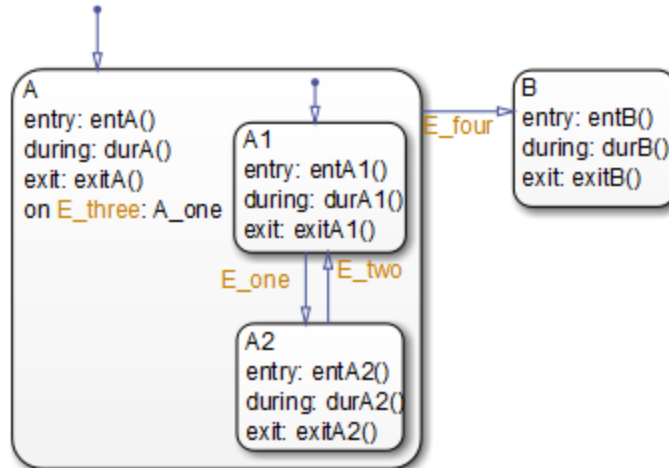 A
entry: entA()
during: durA()
exit: exitA()
on E_three: A_one
A1
entry: entA1()
during: durA1()
exit: exitA1()
E_one
E_two
A2
entry: entA2()
during: durA2()
exit: exitA2()
E_four
B
entry: entB()
during: durB()
exit: exitB()